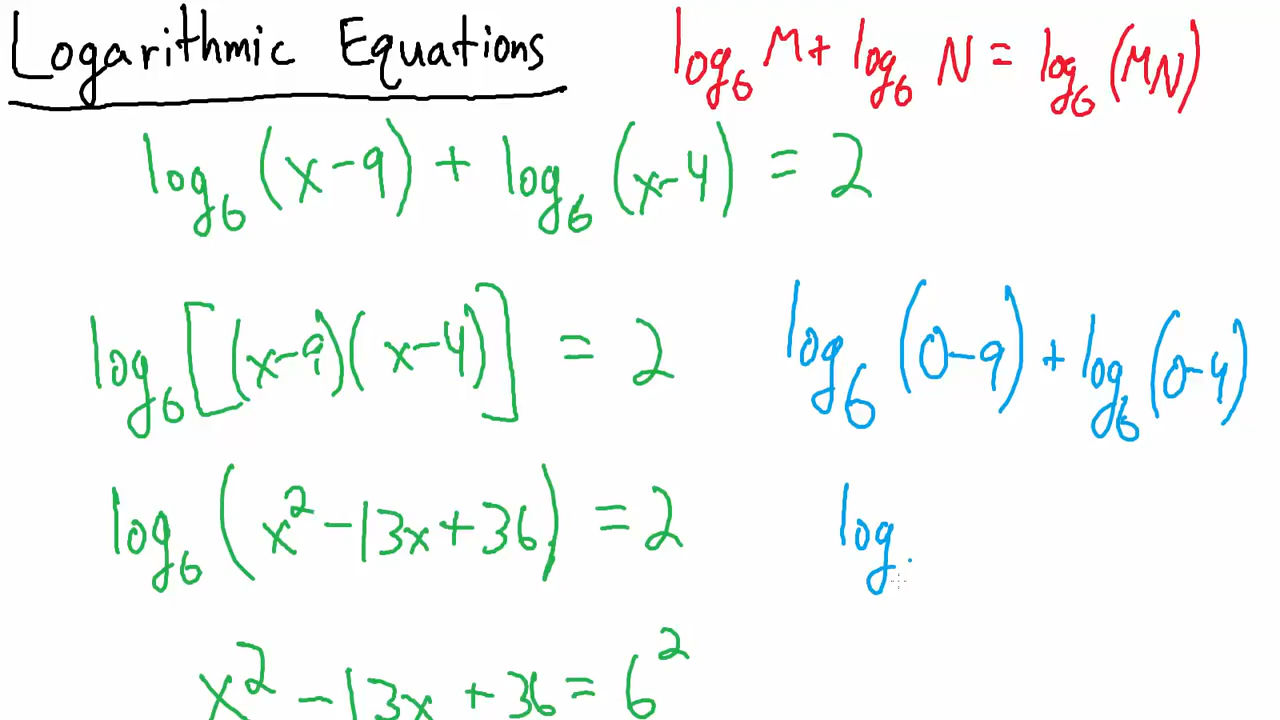 Logarithmic Equations
log₆ M + log₆ N = log₆ (MN)
log₆ (x-9) + log₆ (x-4) = 2
log₆ [(x-9)(x-4)] = 2
log₆ (0-9) + log₆ (0-4)
log₆ (x² -13x + 36) = 2
log
x² -13x + 36 = 6²